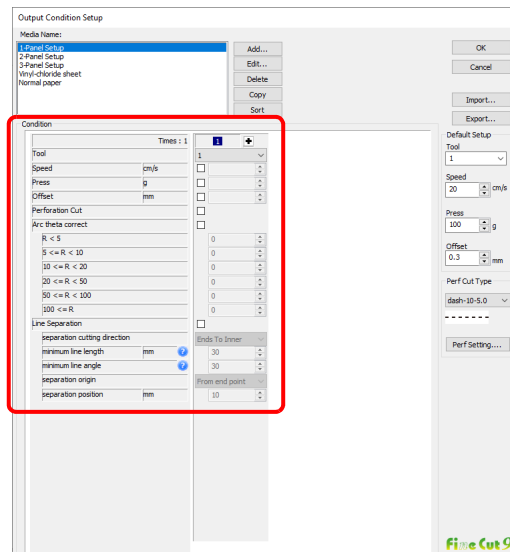 Output Condition Setup
Media Name:
1-Panel Setup
2-Panel Setup
3-Panel Setup
Vinyl-chloride sheet
Normal paper
Add...
Edit...
Delete
Copy
Sort
OK
Cancel
Import...
Export...
Condition
Times : 1 1 +
Tool 1
Speed cm/s
Press g
Offset mm
Perforation Cut
Arc theta correct
R < 5 0
5 <= R < 10 0
10 <= R < 20 0
20 <= R < 50 0
50 <= R < 100 0
100 <= R 0
Line Separation
separation cutting direction Ends To Inner
minimum line length mm ? 30
minimum line angle ? 30
separation origin From end point
separation position mm 10
Default Setup
Tool
1
Speed
20 cm/s
Press
100 g
Offset
0.3 mm
Perf Cut Type
dash-10-5.0
Perf Setting....
Fine Cut 9